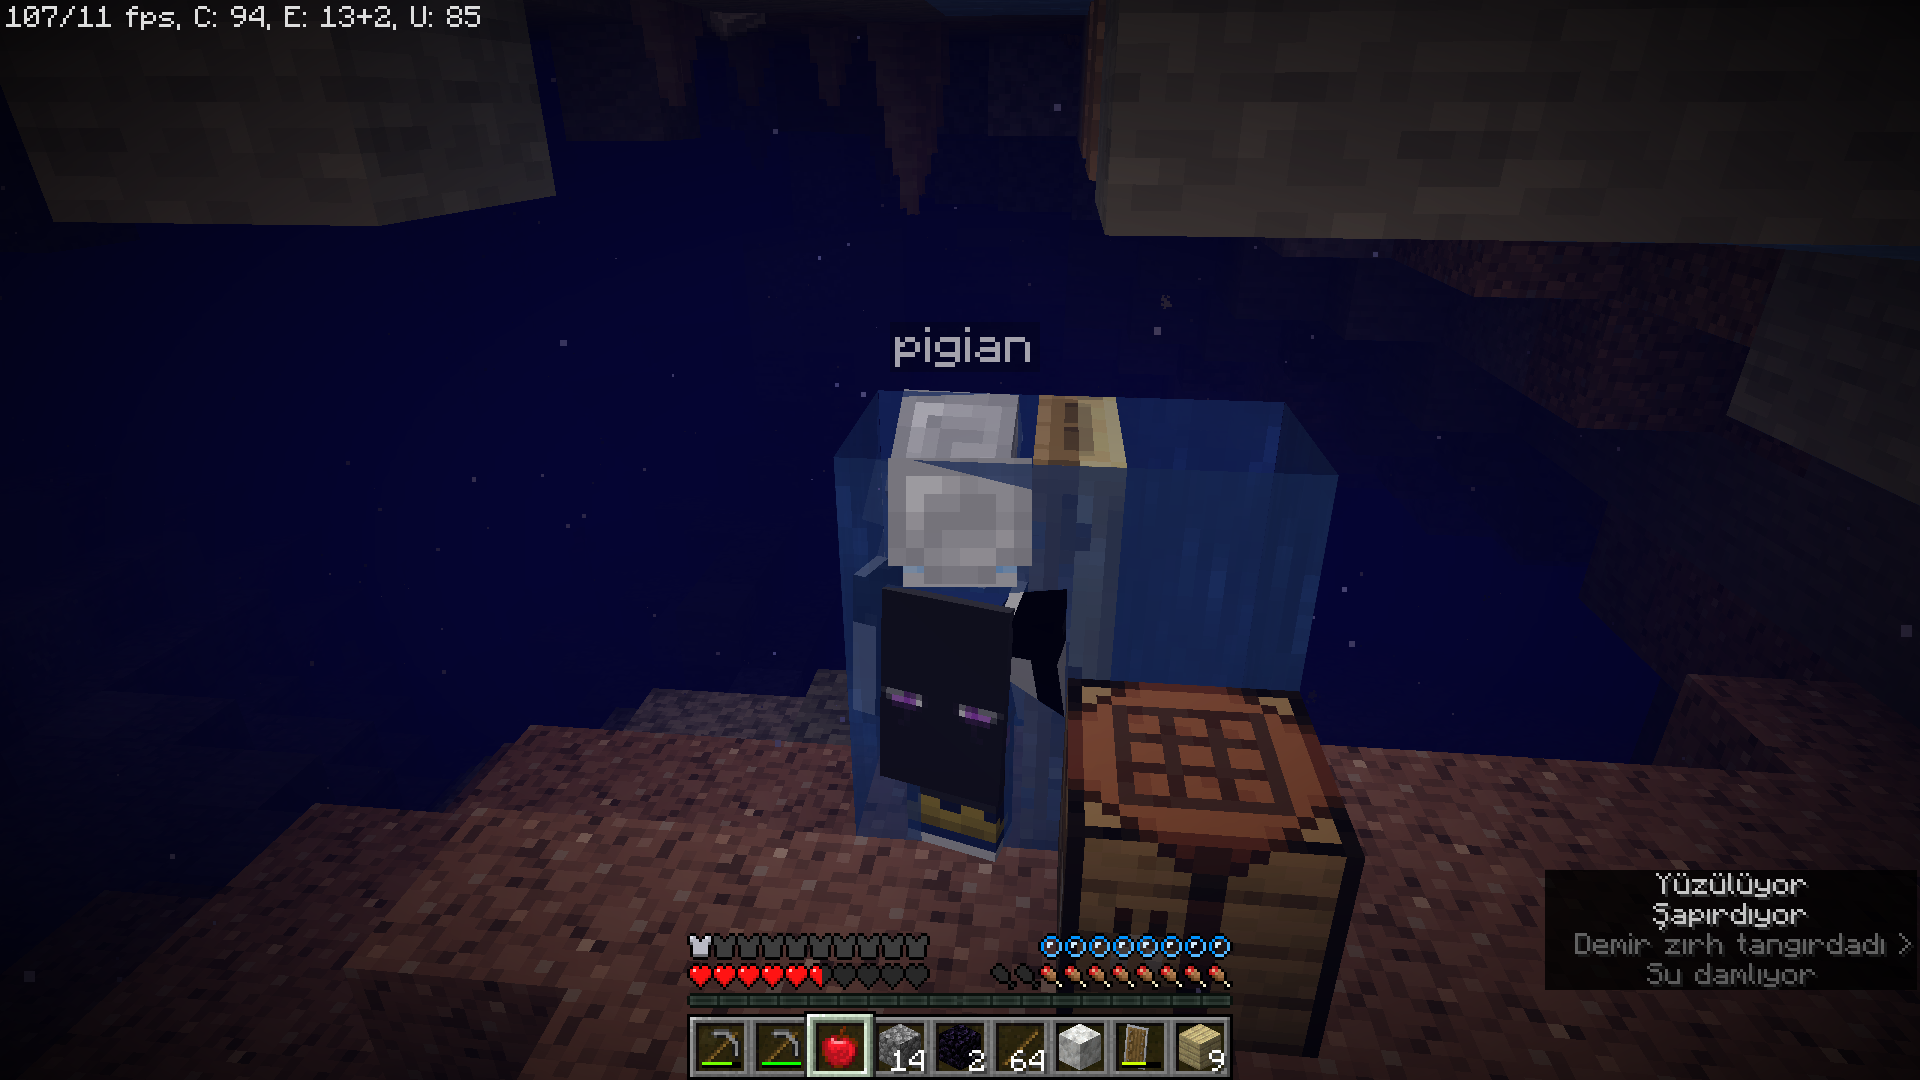 107/11 fps, C: 94, E: 13+2, U: 85
pigian
Yüzülüyor
Şapırdıyor
Demir zırh tangırdadı >
Su damlıyor
14
2
64
9